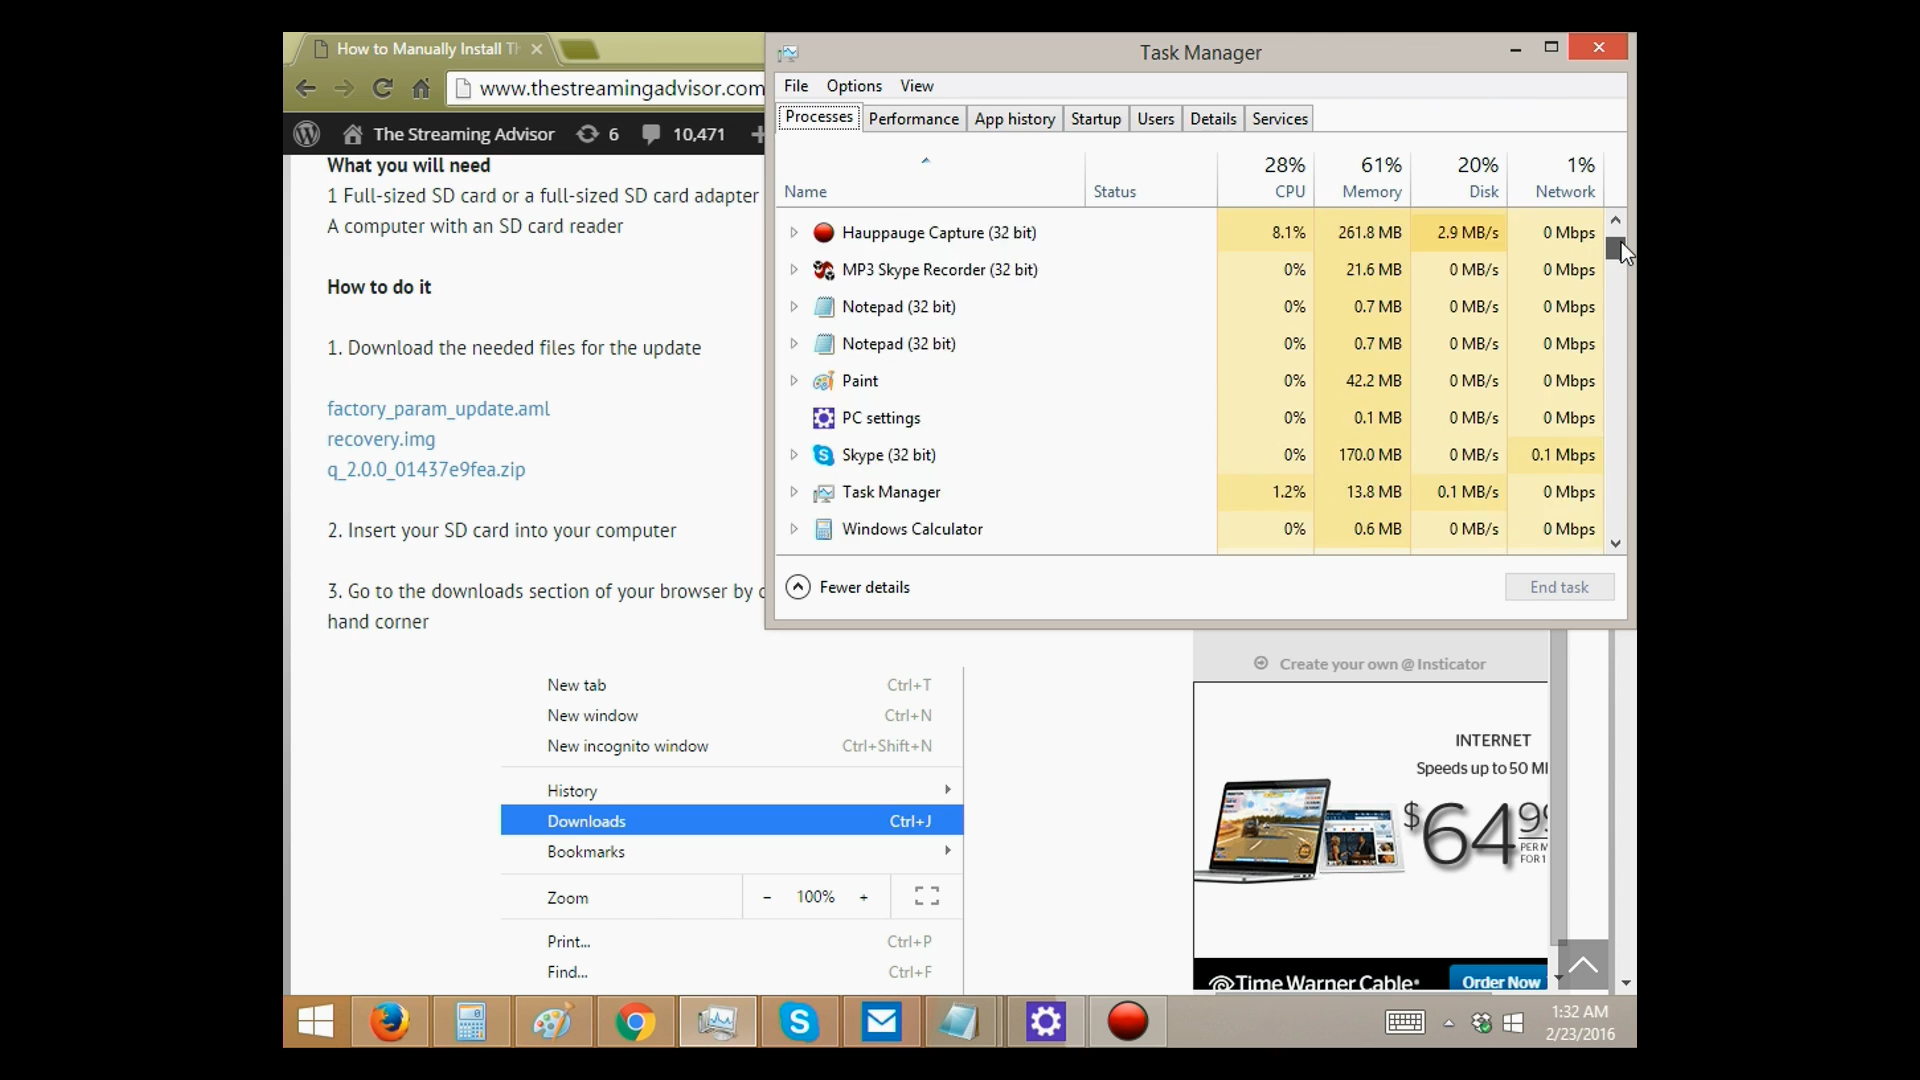 How to Manually Install Th
www.thestreamingadvisor.com
The Streaming Advisor 6 10,471
What you will need
1 Full-sized SD card or a full-sized SD card adapter
A computer with an SD card reader
How to do it
1. Download the needed files for the update
factory_param_update.aml
recovery.img
q_2.0.0_01437e9fea.zip
2. Insert your SD card into your computer
3. Go to the downloads section of your browser by
hand corner
New tab Ctrl+T
New window Ctrl+N
New incognito window Ctrl+Shift+N
History
Downloads Ctrl+J
Bookmarks
Zoom - 100% +
Print... Ctrl+P
Find... Ctrl+F
Task Manager
File Options View
Processes Performance App history Startup Users Details Services
28% 61% 20% 1%
Name Status CPU Memory Disk Network
Hauppauge Capture (32 bit) 8.1% 261.8 MB 2.9 MB/s 0 Mbps
MP3 Skype Recorder (32 bit) 0% 21.6 MB 0 MB/s 0 Mbps
Notepad (32 bit) 0% 0.7 MB 0 MB/s 0 Mbps
Notepad (32 bit) 0% 0.7 MB 0 MB/s 0 Mbps
Paint 0% 42.2 MB 0 MB/s 0 Mbps
PC settings 0% 0.1 MB 0 MB/s 0 Mbps
Skype (32 bit) 0% 170.0 MB 0 MB/s 0.1 Mbps
Task Manager 1.2% 13.8 MB 0.1 MB/s 0 Mbps
Windows Calculator 0% 0.6 MB 0 MB/s 0 Mbps
Fewer details End task
Create your own @ Insticator
INTERNET
Speeds up to 50 M
$64.99
PER M
FOR 1
Time Warner Cable®
Order Now
1:32 AM
2/23/2016